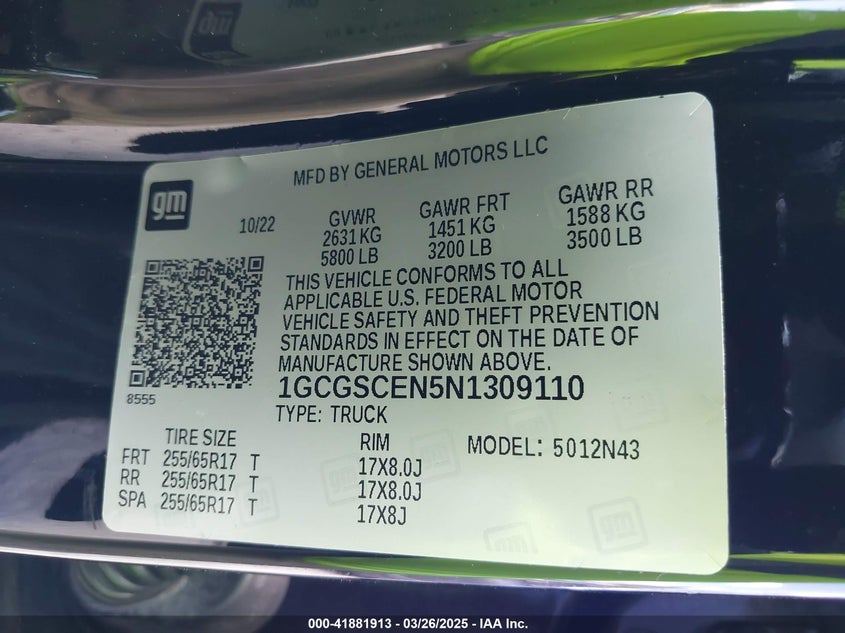 MFD BY GENERAL MOTORS LLC
gm
10/22
GVWR GAWR FRT GAWR RR
2631 KG 1451 KG 1588 KG
5800 LB 3200 LB 3500 LB
THIS VEHICLE CONFORMS TO ALL
APPLICABLE U.S. FEDERAL MOTOR
VEHICLE SAFETY AND THEFT PREVENTION
STANDARDS IN EFFECT ON THE DATE OF
MANUFACTURE SHOWN ABOVE.
8555
1GCGSCEN5N1309110
TYPE: TRUCK
TIRE SIZE RIM MODEL: 5012N43
FRT 255/65R17 T 17X8.0J
RR 255/65R17 T 17X8.0J
SPA 255/65R17 T 17X8J
gm
000-41881913 / 03/26/2025 - IAA Inc.